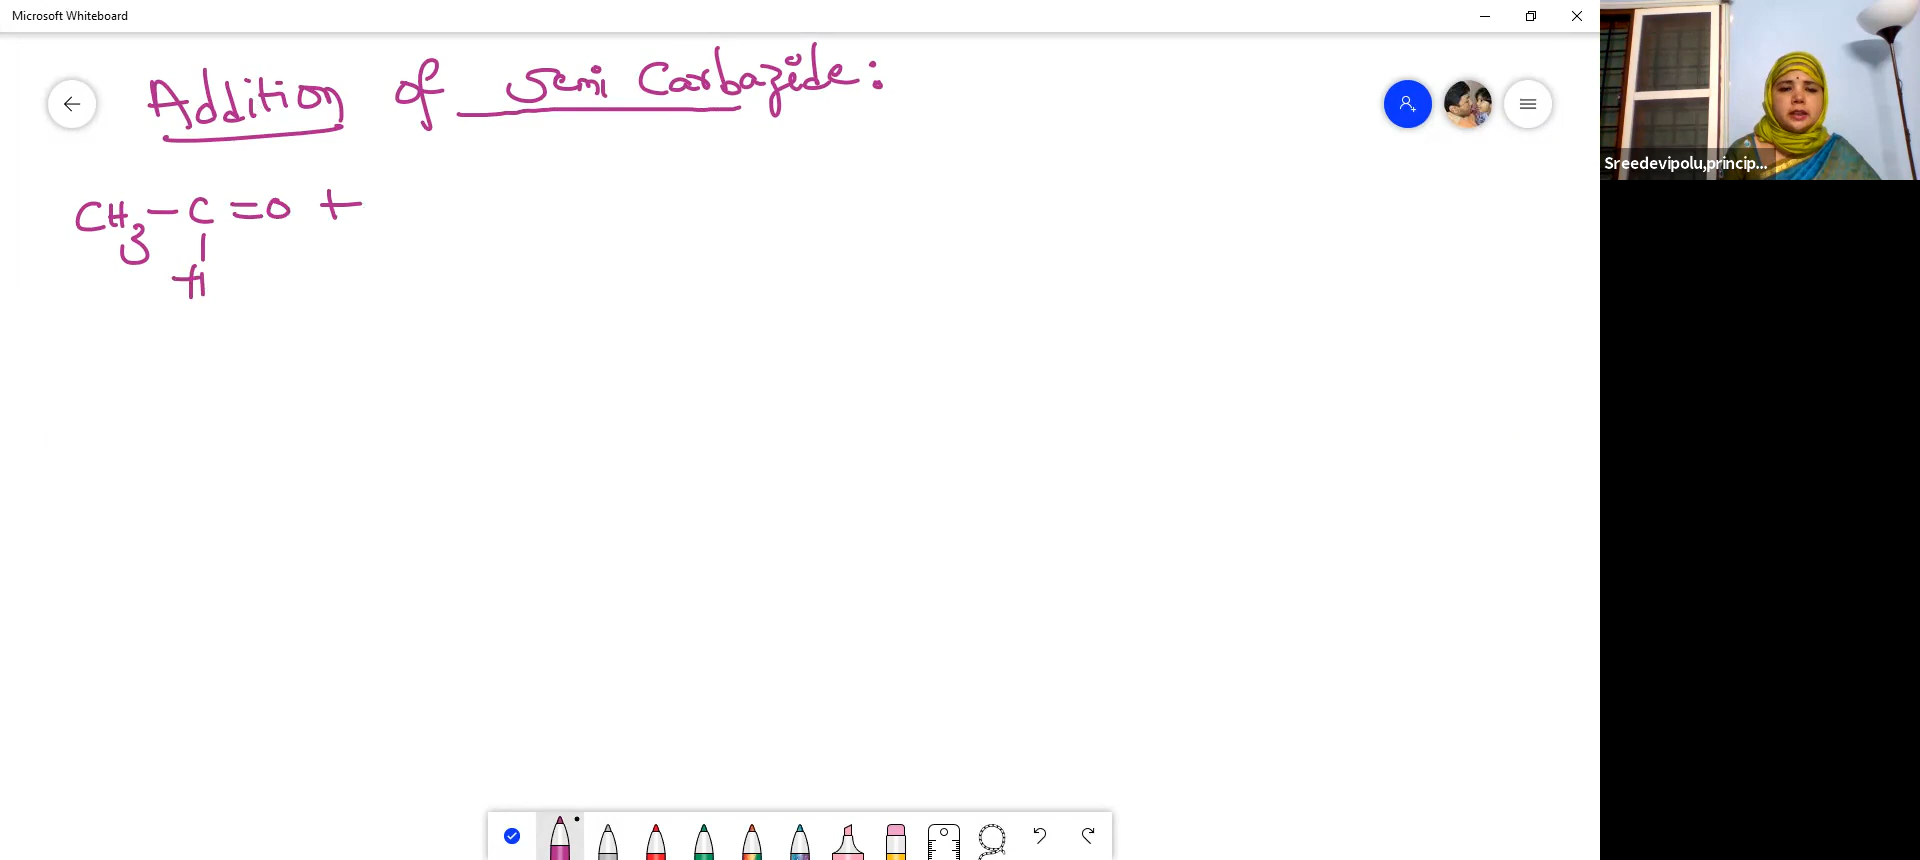 Microsoft Whiteboard
Addition of Semi Carbazide:
CH3-C=O +
|
H
Sreedevipolu,princip...